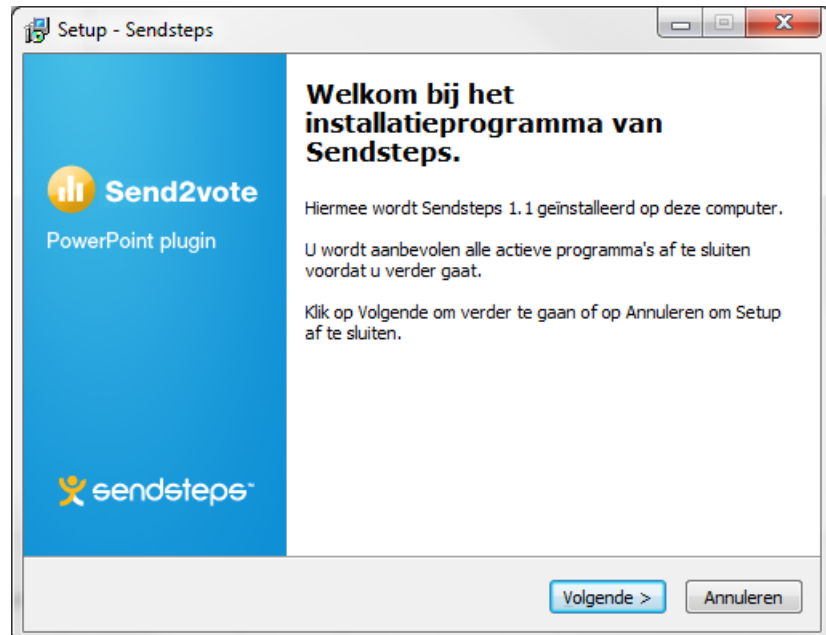 Setup - Sendsteps
Send2vote
PowerPoint plugin
sendsteps
Welkom bij het
installatieprogramma van
Sendsteps.
Hiermee wordt Sendsteps 1.1 geïnstalleerd op deze computer.
U wordt aanbevolen alle actieve programma's af te sluiten
voordat u verder gaat.
Klik op Volgende om verder te gaan of op Annuleren om Setup
af te sluiten.
Volgende >
Annuleren